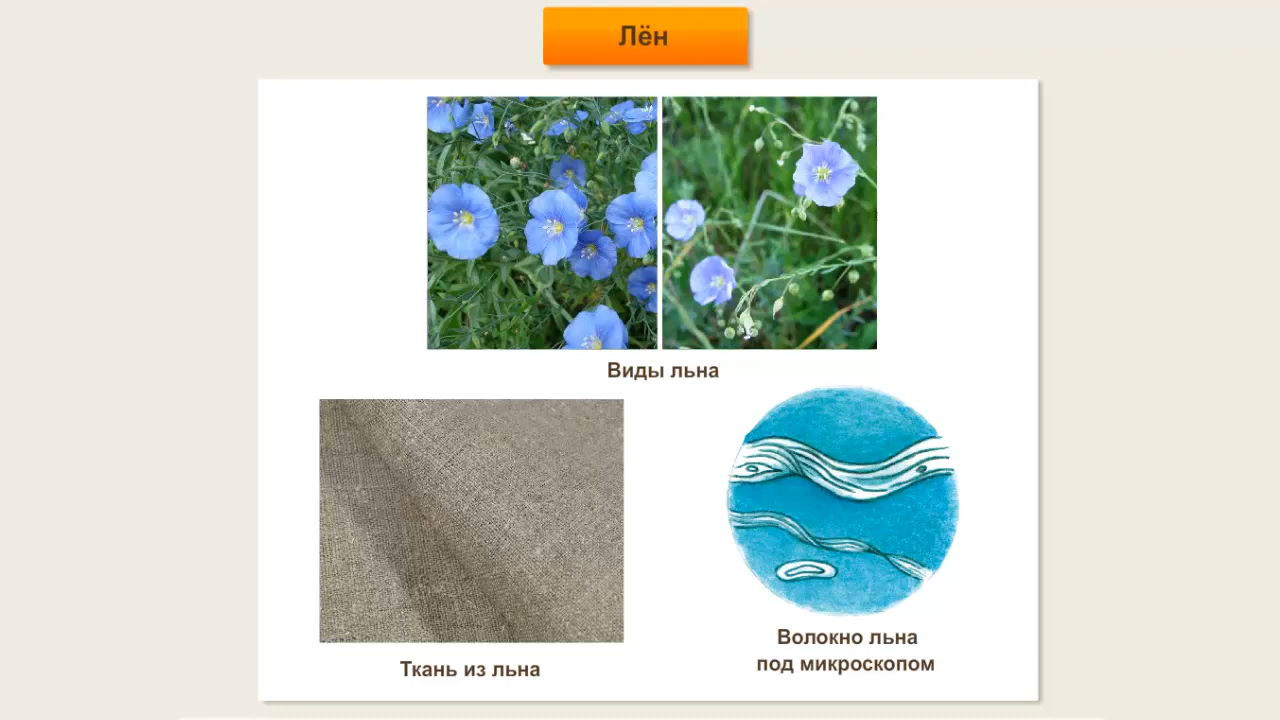 Лён
Виды льна
Ткань из льна
Волокно льна
под микроскопом